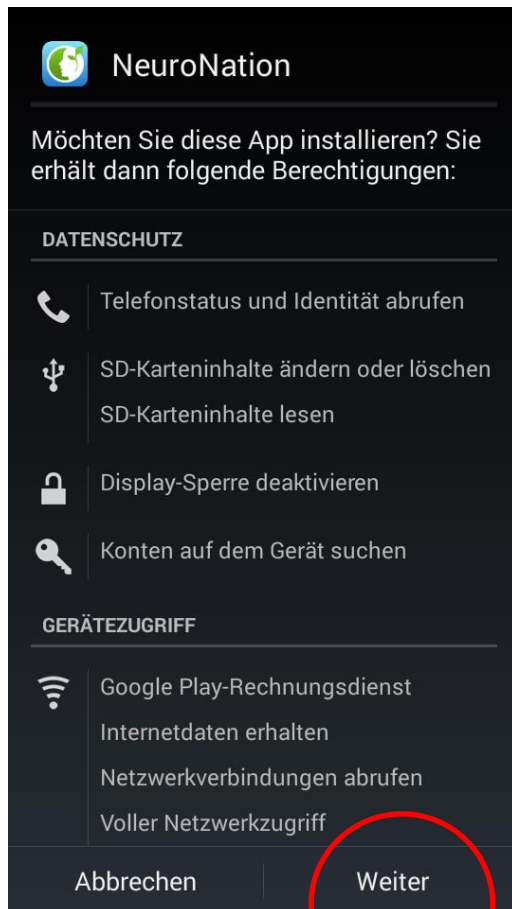 NeuroNation
Möchten Sie diese App installieren? Sie
erhält dann folgende Berechtigungen:
DATENSCHUTZ
Telefonstatus und Identität abrufen
SD-Karteninhalte ändern oder löschen
SD-Karteninhalte lesen
Display-Sperre deaktivieren
Konten auf dem Gerät suchen
GERÄTEZUGRIFF
Google Play-Rechnungsdienst
Internetdaten erhalten
Netzwerkverbindungen abrufen
Voller Netzwerkzugriff
Abbrechen Weiter